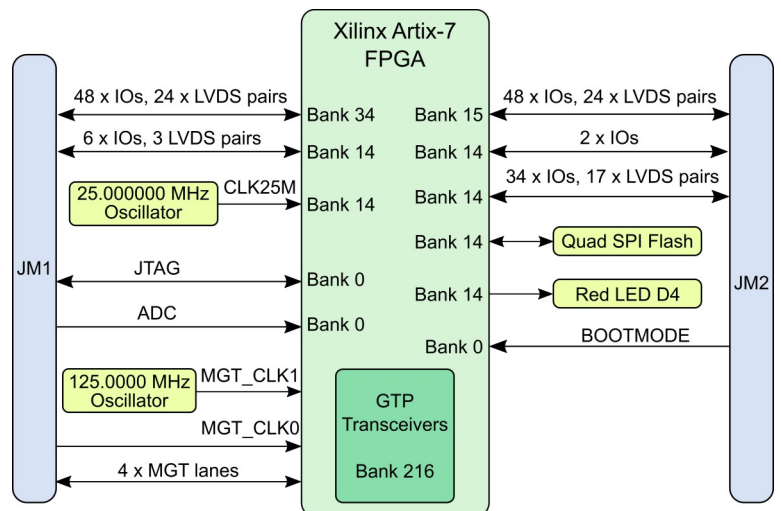 Xilinx Artix-7
FPGA
48 x IOs, 24 x LVDS pairs
Bank 34
Bank 15
48 x IOs, 24 x LVDS pairs
6 x IOs, 3 LVDS pairs
Bank 14
Bank 14
2 x IOs
25.000000 MHz
Oscillator
CLK25M
Bank 14
Bank 14
34 x IOs, 17 x LVDS pairs
Bank 14
Quad SPI Flash
JM1
JTAG
Bank 0
Bank 14
Red LED D4
JM2
ADC
Bank 0
Bank 0
BOOTMODE
125.0000 MHz
Oscillator
MGT_CLK1
GTP
Transceivers
MGT_CLK0
4 x MGT lanes
Bank 216